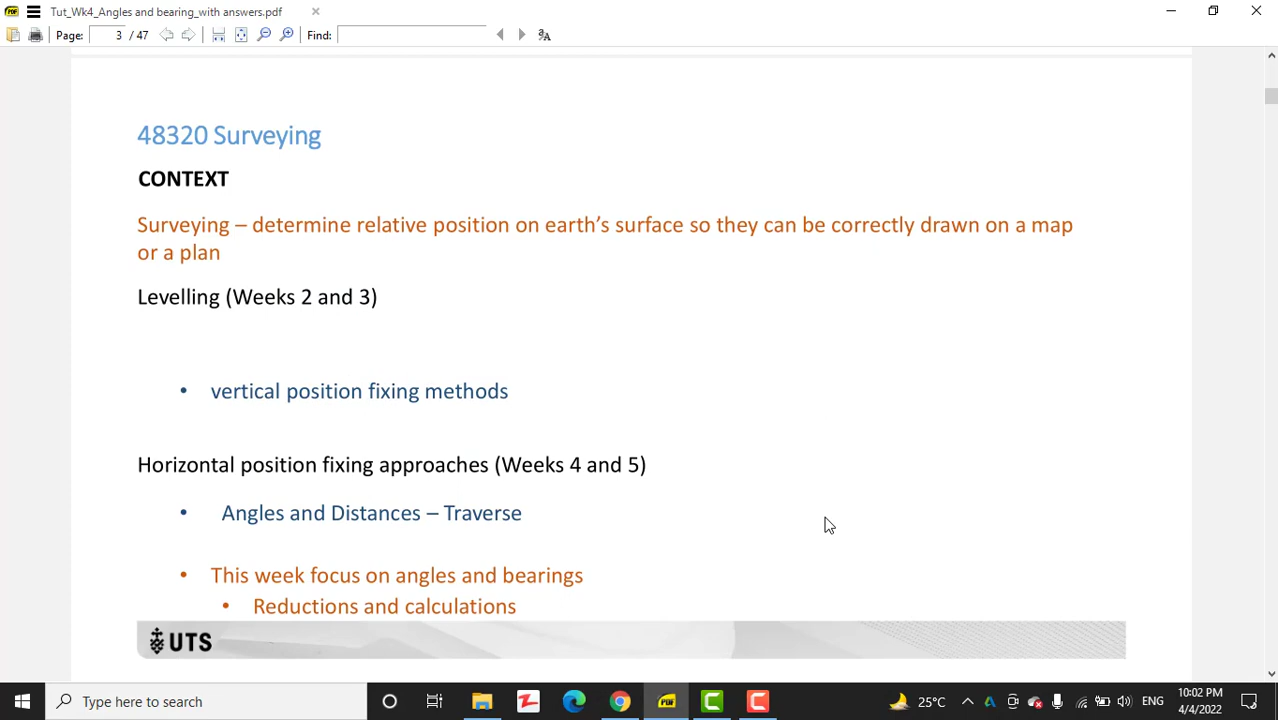 Tut_Wk4_Angles and bearing_with answers.pdf
Page: 3 / 47 Find:
48320 Surveying
CONTEXT
Surveying – determine relative position on earth's surface so they can be correctly drawn on a map
or a plan
Levelling (Weeks 2 and 3)
• vertical position fixing methods
Horizontal position fixing approaches (Weeks 4 and 5)
• Angles and Distances – Traverse
• This week focus on angles and bearings
• Reductions and calculations
UTS
Type here to search
25°C
ENG
10:02 PM
4/4/2022